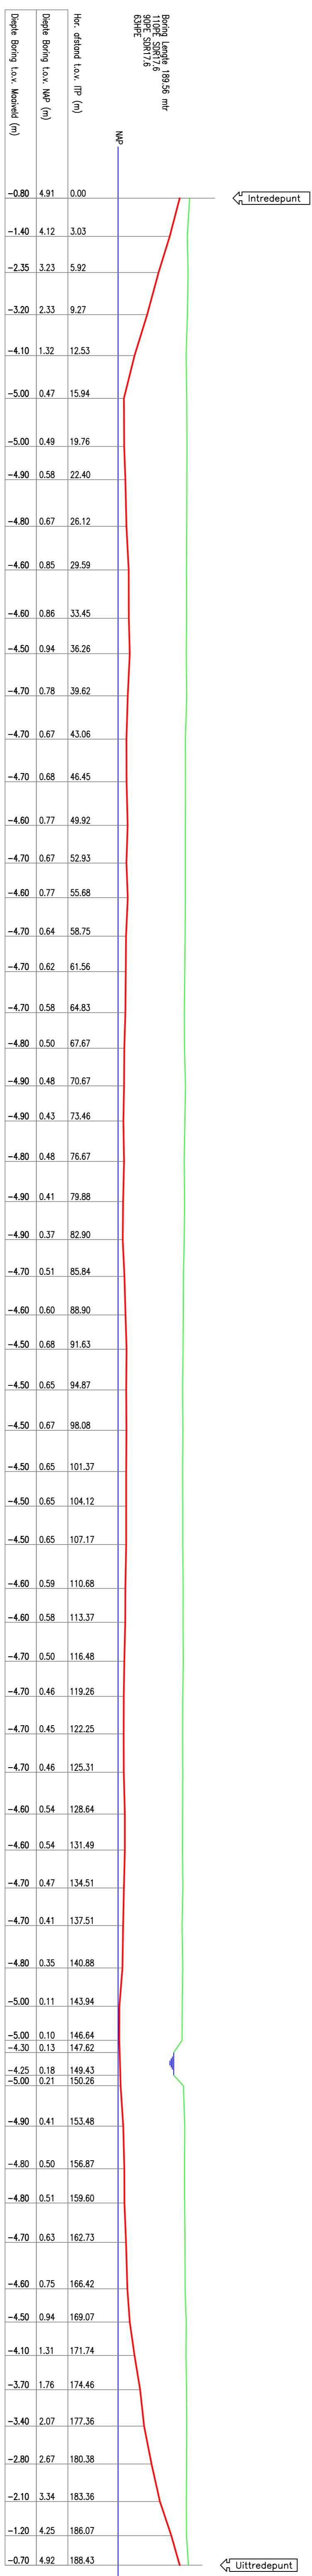 Boring Lengte 189.56 mtr
110PE SDR17,6
90PE SDR17.6
63HPE
NAP
Intredepunt
Uittredepunt
Diepte Boring t.o.v. Maaiveld (m) Diepte Boring t.o.v. NAP (m) Hor. afstand t.o.v. ITP (m)
-0.80 4.91 0.00
-1.40 4.12 3.03
-2.35 3.23 5.92
-3.20 2.33 9.27
-4.10 1.32 12.53
-5.00 0.47 15.94
-5.00 0.49 19.76
-4.90 0.58 22.40
-4.80 0.67 26.12
-4.60 0.85 29.59
-4.60 0.86 33.45
-4.50 0.94 36.26
-4.70 0.78 39.62
-4.70 0.67 43.06
-4.70 0.68 46.45
-4.60 0.77 49.92
-4.70 0.67 52.93
-4.60 0.77 55.68
-4.70 0.64 58.75
-4.70 0.62 61.56
-4.70 0.58 64.83
-4.80 0.50 67.67
-4.90 0.48 70.67
-4.90 0.43 73.46
-4.80 0.48 76.67
-4.90 0.41 79.88
-4.90 0.37 82.90
-4.70 0.51 85.84
-4.60 0.60 88.90
-4.50 0.68 91.63
-4.50 0.65 94.87
-4.50 0.67 98.08
-4.50 0.65 101.37
-4.50 0.65 104.12
-4.50 0.65 107.17
-4.60 0.59 110.68
-4.60 0.58 113.37
-4.70 0.50 116.48
-4.70 0.46 119.26
-4.70 0.45 122.25
-4.70 0.46 125.31
-4.60 0.54 128.64
-4.60 0.54 131.49
-4.70 0.47 134.51
-4.70 0.41 137.51
-4.80 0.35 140.88
-5.00 0.11 143.94
-5.00 0.10 146.64
-4.30 0.13 147.62
-4.25 0.18 149.43
-5.00 0.21 150.26
-4.90 0.41 153.48
-4.80 0.50 156.87
-4.80 0.51 159.60
-4.70 0.63 162.73
-4.60 0.75 166.42
-4.50 0.94 169.07
-4.10 1.31 171.74
-3.70 1.76 174.46
-3.40 2.07 177.36
-2.80 2.67 180.38
-2.10 3.34 183.36
-1.20 4.25 186.07
-0.70 4.92 188.43